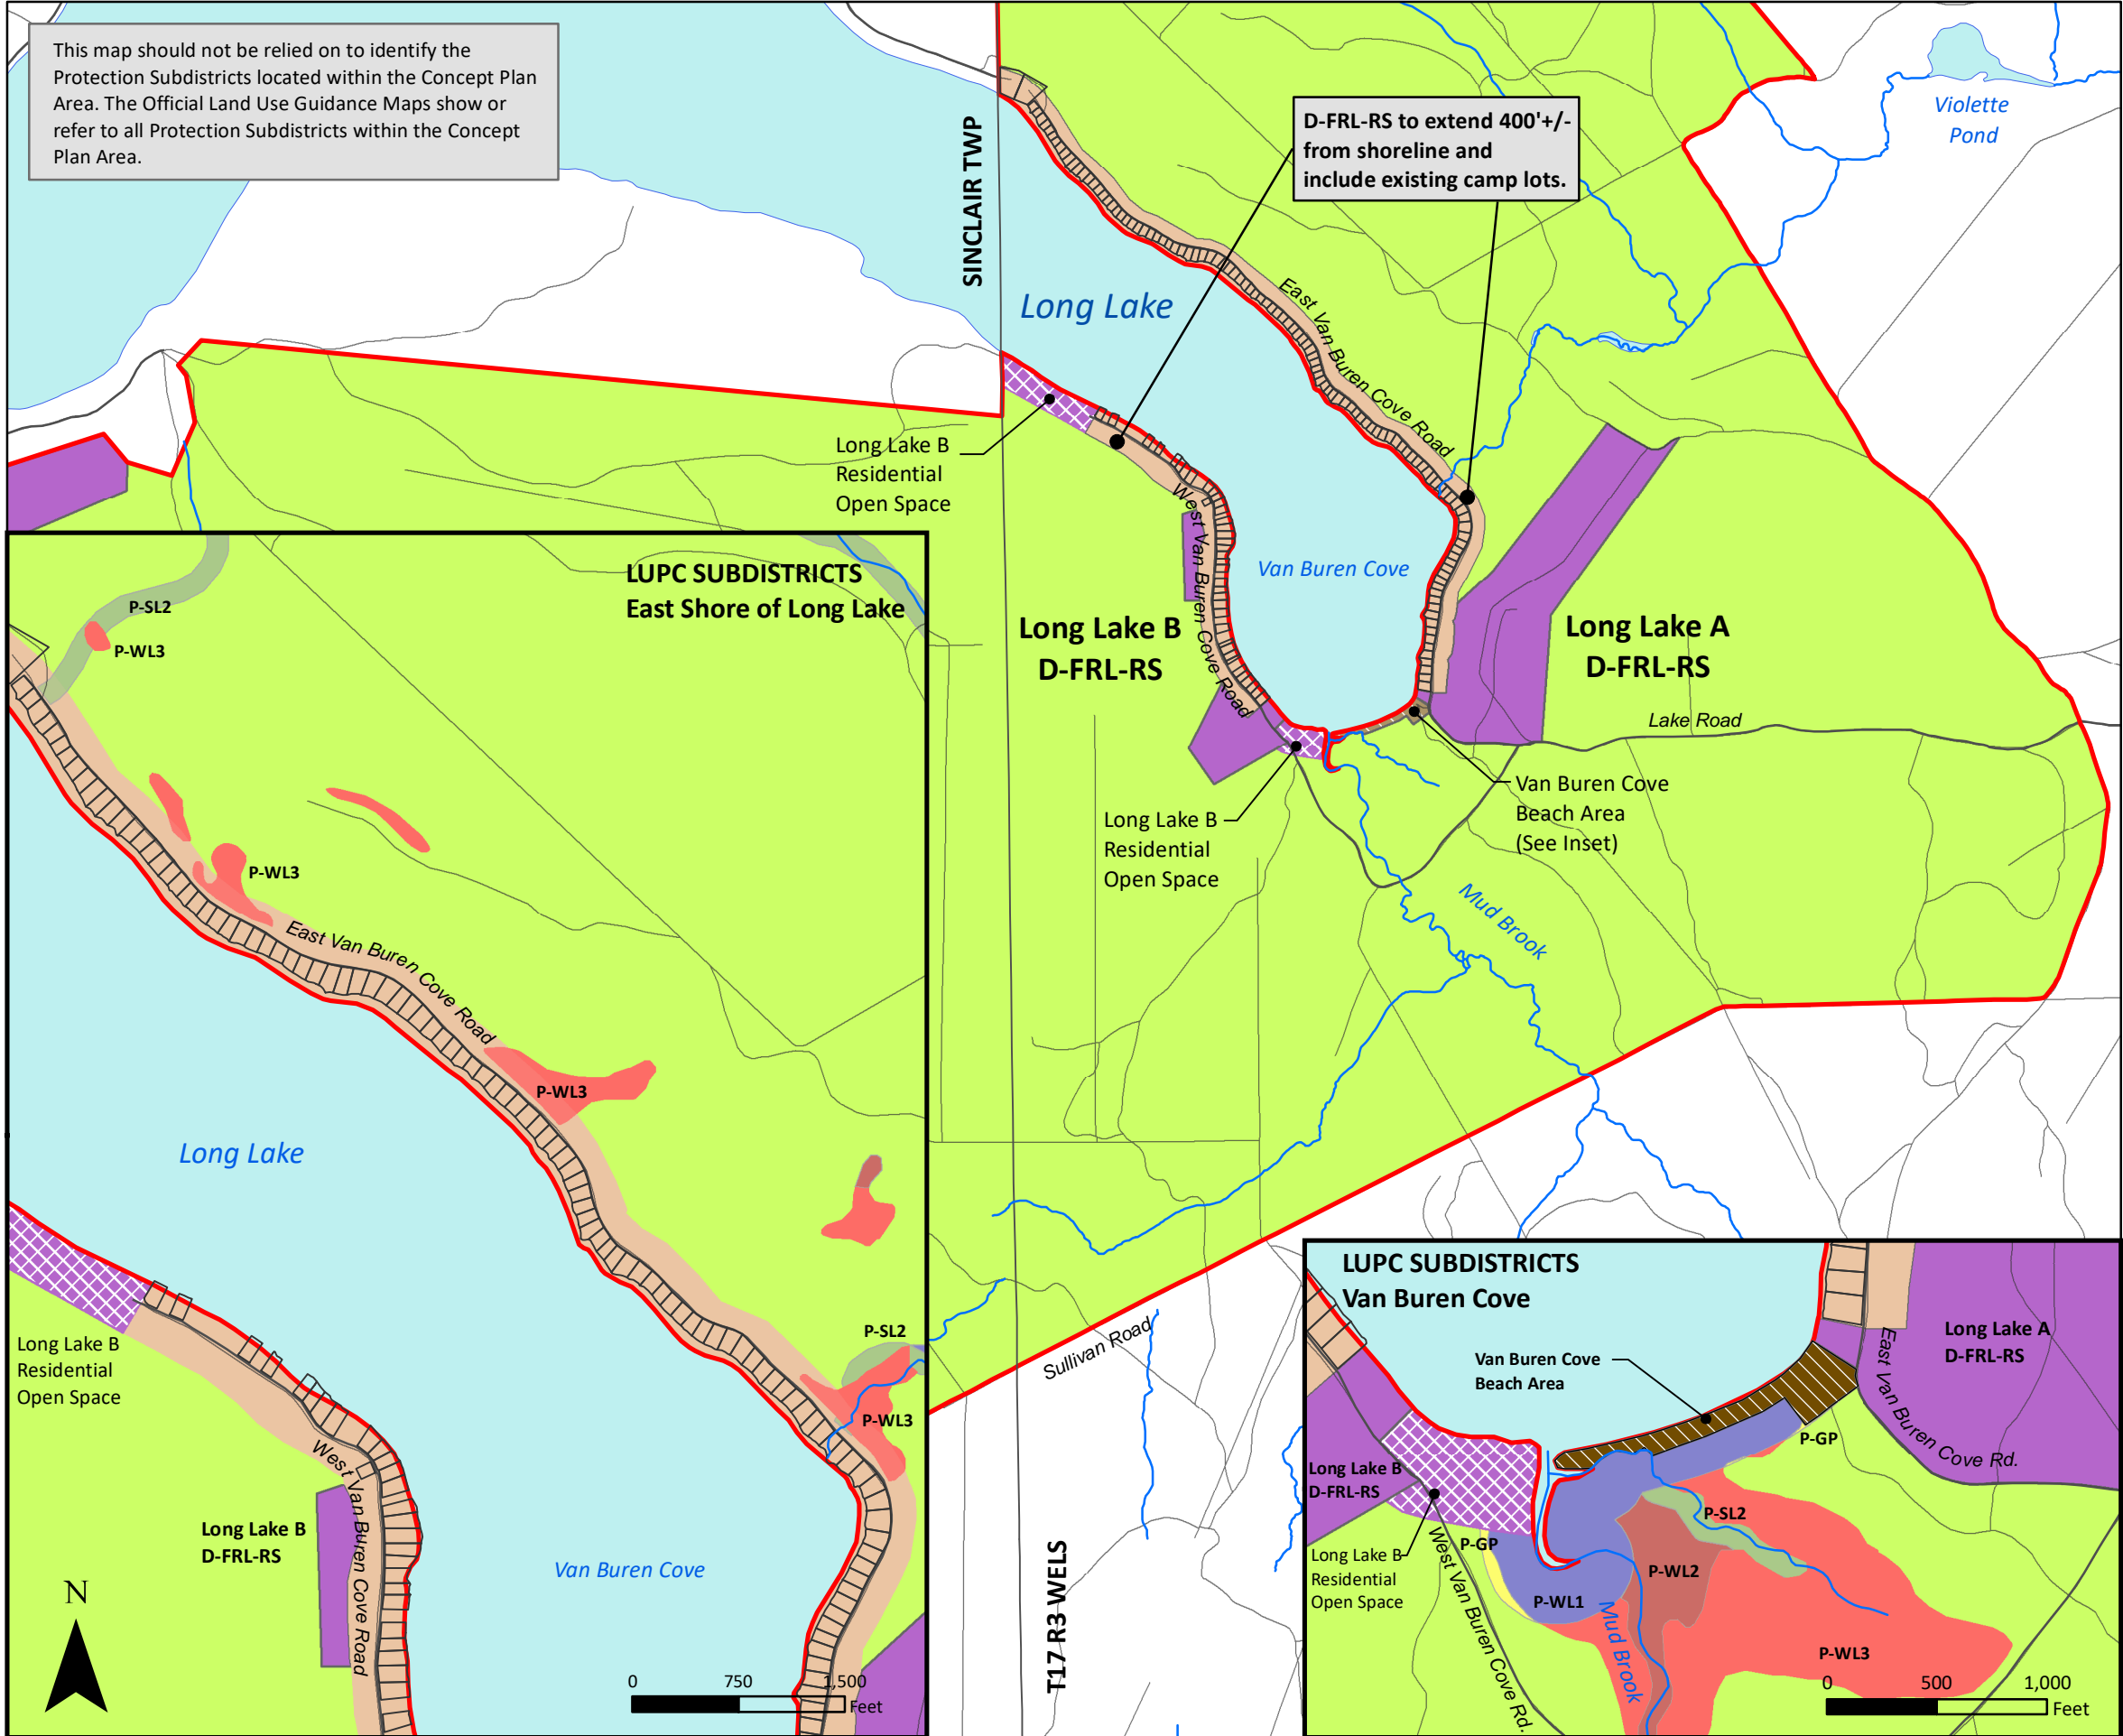 This map should not be relied on to identify the
Protection Subdistricts located within the Concept Plan
Area. The Official Land Use Guidance Maps show or
refer to all Protection Subdistricts within the Concept
Plan Area.
SINCLAIR TWP
D-FRL-RS to extend 400'+/-
from shoreline and
include existing camp lots.
Violette
Pond
Long Lake
East Van Buren Cove Road
Long Lake B
Residential
Open Space
West Van Buren Cove Road
Van Buren Cove
Long Lake B
D-FRL-RS
Long Lake A
D-FRL-RS
Lake Road
Van Buren Cove
Beach Area
(See Inset)
Long Lake B
Residential
Open Space
Mud Brook
Sullivan Road
T17 R3 WELS
LUPC SUBDISTRICTS
East Shore of Long Lake
P-SL2
P-WL3
P-WL3
East Van Buren Cove Road
P-WL3
Long Lake
P-SL2
P-WL3
Long Lake B
Residential
Open Space
West Van Buren Cove Road
Long Lake B
D-FRL-RS
Van Buren Cove
N
0 750 1,500
Feet
LUPC SUBDISTRICTS
Van Buren Cove
Van Buren Cove
Beach Area
Long Lake A
D-FRL-RS
East Van Buren Cove Rd.
P-GP
Long Lake B
D-FRL-RS
P-SL2
P-GP
Long Lake B
Residential
Open Space
West Van Buren Cove Rd.
P-WL2
P-WL1
Mud Brook
P-WL3
0 500 1,000
Feet